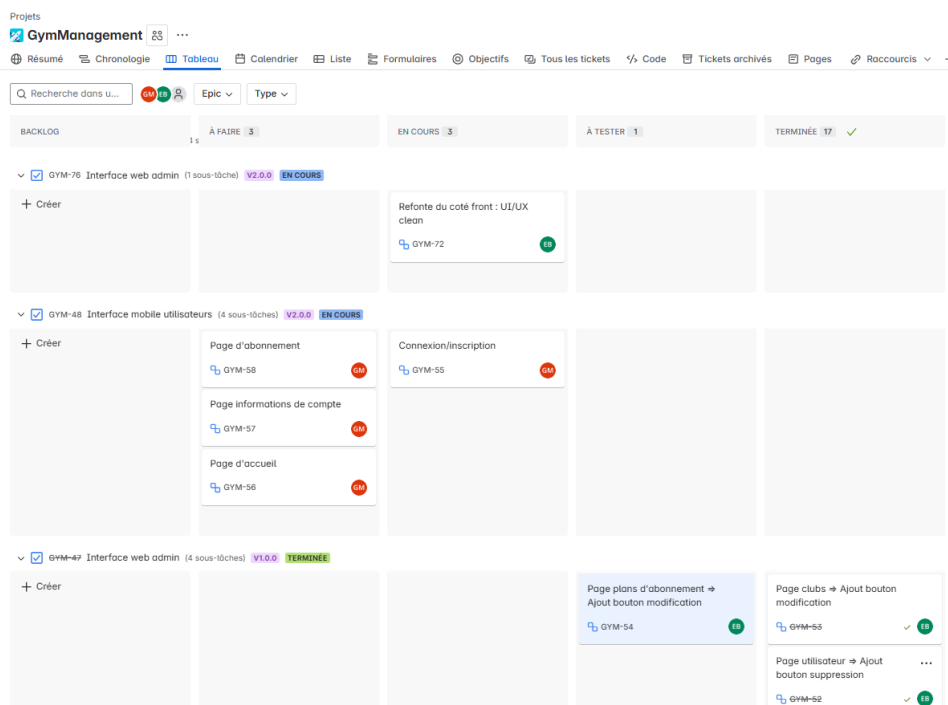 Projets
GymManagement
Résumé Chronologie Tableau Calendrier Liste Formulaires Objectifs Tous les tickets Code Tickets archivés Pages Raccourcis
Recherche dans u... GM EB Epic Type
BACKLOG À FAIRE 3 EN COURS 3 À TESTER 1 TERMINÉE 17
GYM-76 Interface web admin (1 sous-tâche) V2.0.0 EN COURS
+ Créer
Refonte du coté front : UI/UX
clean
GYM-72 EB
GYM-48 Interface mobile utilisateurs (4 sous-tâches) V2.0.0 EN COURS
+ Créer
Page d'abonnement
GYM-58 GM
Page informations de compte
GYM-57 GM
Page d'accueil
GYM-56 GM
Connexion/inscription
GYM-55 GM
GYM-47 Interface web admin (4 sous-tâches) V1.0.0 TERMINÉE
+ Créer
Page plans d'abonnement ⇒
Ajout bouton modification
GYM-54 EB
Page clubs ⇒ Ajout bouton
modification
GYM-53 EB
Page utilisateur ⇒ Ajout
bouton suppression
GYM-52 EB